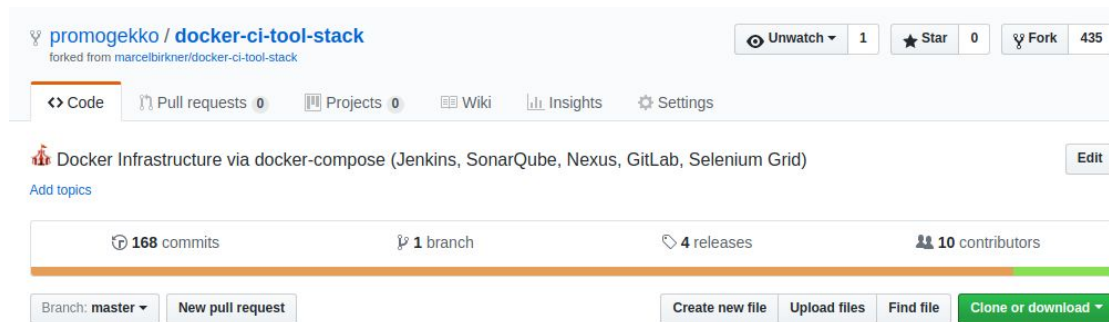 promogekko / docker-ci-tool-stack
Unwatch 1 Star 0 Fork 435
forked from marcelbirkner/docker-ci-tool-stack
Code Pull requests 0 Projects 0 Wiki Insights Settings
Docker Infrastructure via docker-compose (Jenkins, SonarQube, Nexus, GitLab, Selenium Grid) Edit
Add topics
168 commits 1 branch 4 releases 10 contributors
Branch: master New pull request Create new file Upload files Find file Clone or download